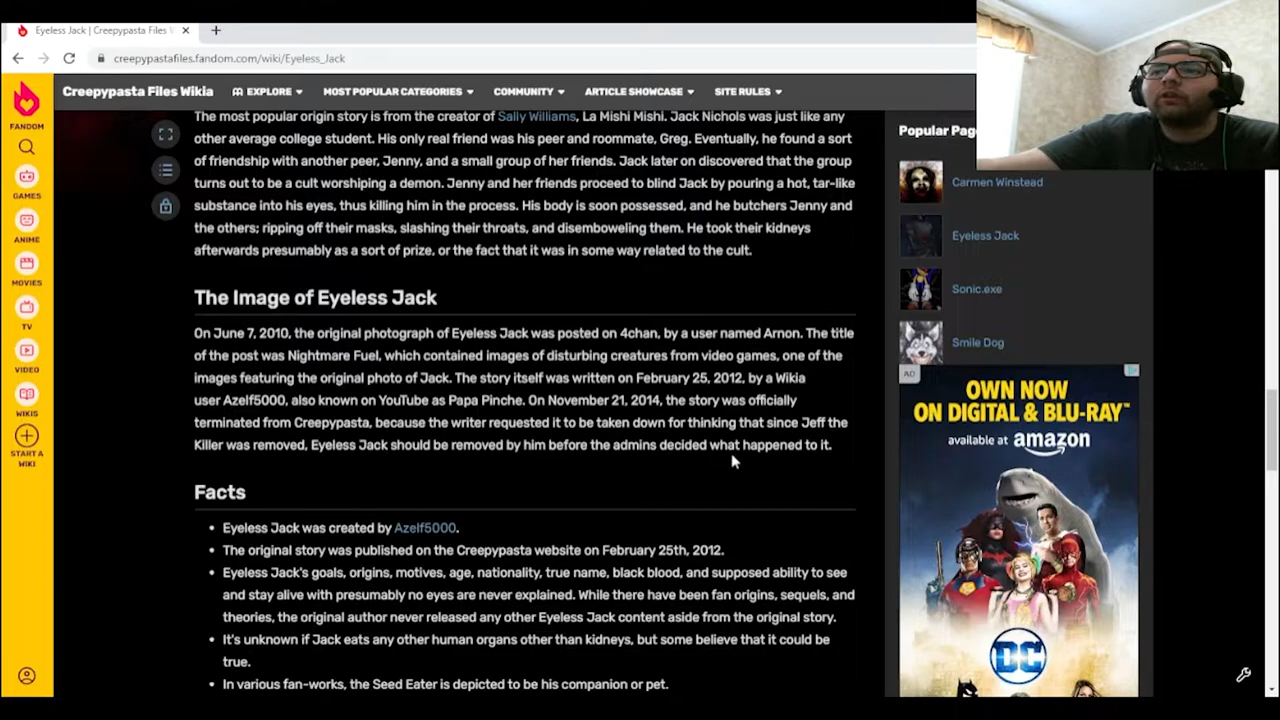 Eyeless Jack | Creepypasta Files
creepypastafiles.fandom.com/wiki/Eyeless_Jack
FANDOM
GAMES
ANIME
MOVIES
TV
VIDEO
WIKIS
START A
WIKI
Creepypasta Files Wikia
EXPLORE
MOST POPULAR CATEGORIES
COMMUNITY
ARTICLE SHOWCASE
SITE RULES
The most popular origin story is from the creator of Sally Williams, La Mishi Mishi. Jack Nichols was just like any
other average college student. His only real friend was his peer and roommate, Greg. Eventually, he found a sort
of friendship with another peer, Jenny, and a small group of her friends. Jack later on discovered that the group
turns out to be a cult worshiping a demon. Jenny and her friends proceed to blind Jack by pouring a hot, tar-like
substance into his eyes, thus killing him in the process. His body is soon possessed, and he butchers Jenny and
the others; ripping off their masks, slashing their throats, and disemboweling them. He took their kidneys
afterwards presumably as a sort of prize, or the fact that it was in some way related to the cult.
The Image of Eyeless Jack
On June 7, 2010, the original photograph of Eyeless Jack was posted on 4chan, by a user named Arnon. The title
of the post was Nightmare Fuel, which contained images of disturbing creatures from video games, one of the
images featuring the original photo of Jack. The story itself was written on February 25, 2012, by a Wikia
user Azelf5000, also known on YouTube as Papa Pinche. On November 21, 2014, the story was officially
terminated from Creepypasta, because the writer requested it to be taken down for thinking that since Jeff the
Killer was removed, Eyeless Jack should be removed by him before the admins decided what happened to it.
Facts
• Eyeless Jack was created by Azelf5000.
• The original story was published on the Creepypasta website on February 25th, 2012.
• Eyeless Jack's goals, origins, motives, age, nationality, true name, black blood, and supposed ability to see
and stay alive with presumably no eyes are never explained. While there have been fan origins, sequels, and
theories, the original author never released any other Eyeless Jack content aside from the original story.
• It's unknown if Jack eats any other human organs other than kidneys, but some believe that it could be
true.
• In various fan-works, the Seed Eater is depicted to be his companion or pet.
Popular Page
Carmen Winstead
Eyeless Jack
Sonic.exe
Smile Dog
AD
OWN NOW
ON DIGITAL & BLU-RAY™
available at amazon
DC